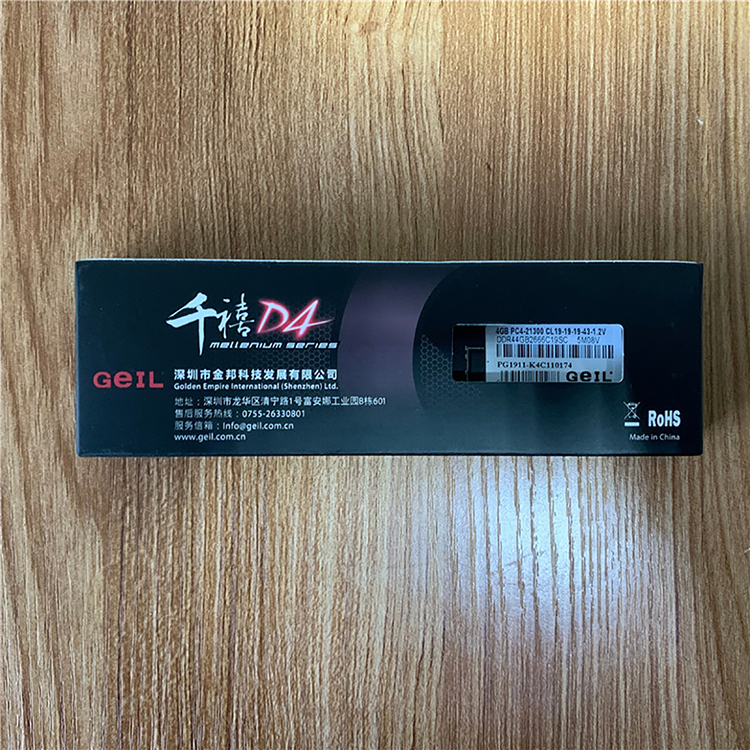 千禧D4
mellenium series
GeIL
深圳市金邦科技发展有限公司
Golden Empire International (Shenzhen) Ltd.
地址：深圳市龙华区清宁路1号富安娜工业园B栋601
售后服务热线：0755-26330801
服务信箱：Info@geil.com.cn
www.geil.com.cn
4GB PC4-21300 CL19-19-19-43-1.2V
DDR44GB2666C19SC 5M08V
PG1911-K4C110174
GeIL
RoHS
Made in China